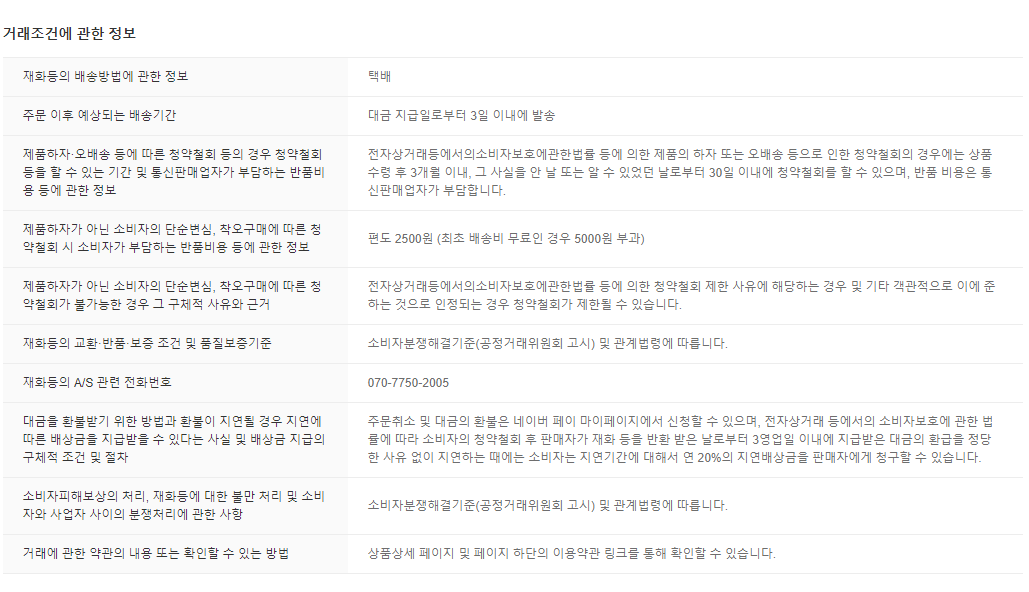 거래조건에 관한 정보
재화등의 배송방법에 관한 정보
택배
주문 이후 예상되는 배송기간
대금 지급일로부터 3일 이내에 발송
제품하자·오배송 등에 따른 청약철회 등의 경우 청약철회
등을 할 수 있는 기간 및 통신판매업자가 부담하는 반품비
용 등에 관한 정보
전자상거래등에서의소비자보호에관한법률 등에 의한 제품의 하자 또는 오배송 등으로 인한 청약철회의 경우에는 상품
수령 후 3개월 이내, 그 사실을 안 날 또는 알 수 있었던 날로부터 30일 이내에 청약철회를 할 수 있으며, 반품 비용은 통
신판매업자가 부담합니다.
제품하자가 아닌 소비자의 단순변심, 착오구매에 따른 청
약철회 시 소비자가 부담하는 반품비용 등에 관한 정보
편도 2500원 (최초 배송비 무료인 경우 5000원 부과)
제품하자가 아닌 소비자의 단순변심, 착오구매에 따른 청
약철회가 불가능한 경우 그 구체적 사유와 근거
전자상거래등에서의소비자보호에관한법률 등에 의한 청약철회 제한 사유에 해당하는 경우 및 기타 객관적으로 이에 준
하는 것으로 인정되는 경우 청약철회가 제한될 수 있습니다.
재화등의 교환·반품·보증 조건 및 품질보증기준
소비자분쟁해결기준(공정거래위원회 고시) 및 관계법령에 따릅니다.
재화등의 A/S 관련 전화번호
070-7750-2005
대금을 환불받기 위한 방법과 환불이 지연될 경우 지연에
따른 배상금을 지급받을 수 있다는 사실 및 배상금 지급의
구체적 조건 및 절차
주문취소 및 대금의 환불은 네이버 페이 마이페이지에서 신청할 수 있으며, 전자상거래 등에서의 소비자보호에 관한 법
률에 따라 소비자의 청약철회 후 판매자가 재화 등을 반환 받은 날로부터 3영업일 이내에 지급받은 대금의 환급을 정당
한 사유 없이 지연하는 때에는 소비자는 지연기간에 대해서 연 20%의 지연배상금을 판매자에게 청구할 수 있습니다.
소비자피해보상의 처리, 재화등에 대한 불만 처리 및 소비
자와 사업자 사이의 분쟁처리에 관한 사항
소비자분쟁해결기준(공정거래위원회 고시) 및 관계법령에 따릅니다.
거래에 관한 약관의 내용 또는 확인할 수 있는 방법
상품상세 페이지 및 페이지 하단의 이용약관 링크를 통해 확인할 수 있습니다.